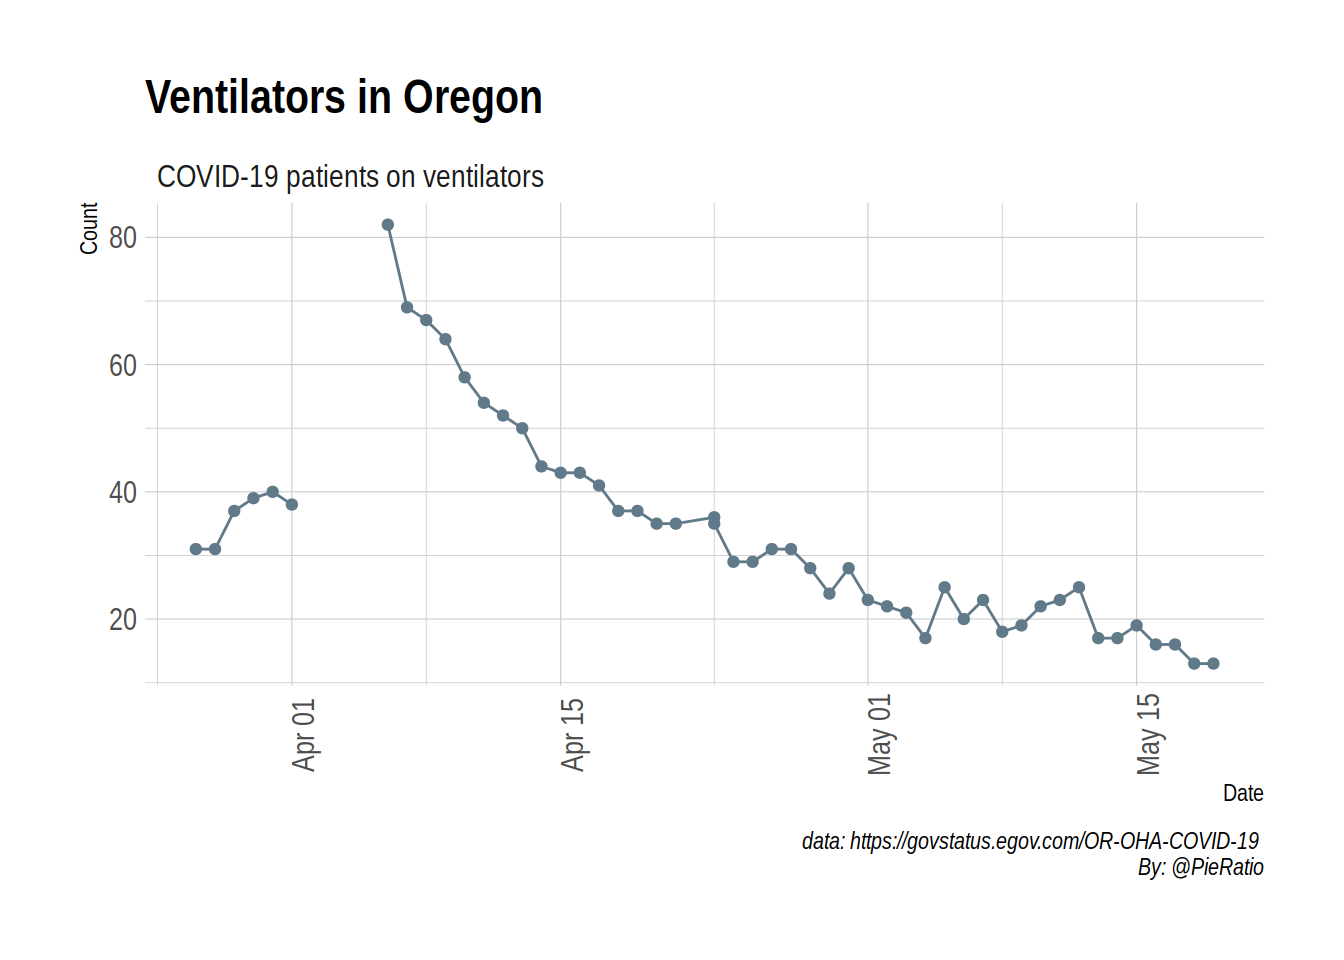 Ventilators in Oregon
COVID-19 patients on ventilators
Count
80
60
40
20
Apr 01
Apr 15
May 01
May 15
Date
data: https://govstatus.egov.com/OR-OHA-COVID-19
By: @PieRatio